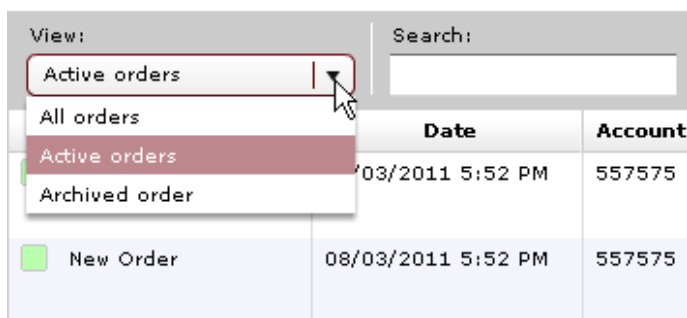 View:
Search:
Active orders
All orders
Active orders
Archived order
Date
Account
/03/2011 5:52 PM
557575
New Order
08/03/2011 5:52 PM
557575